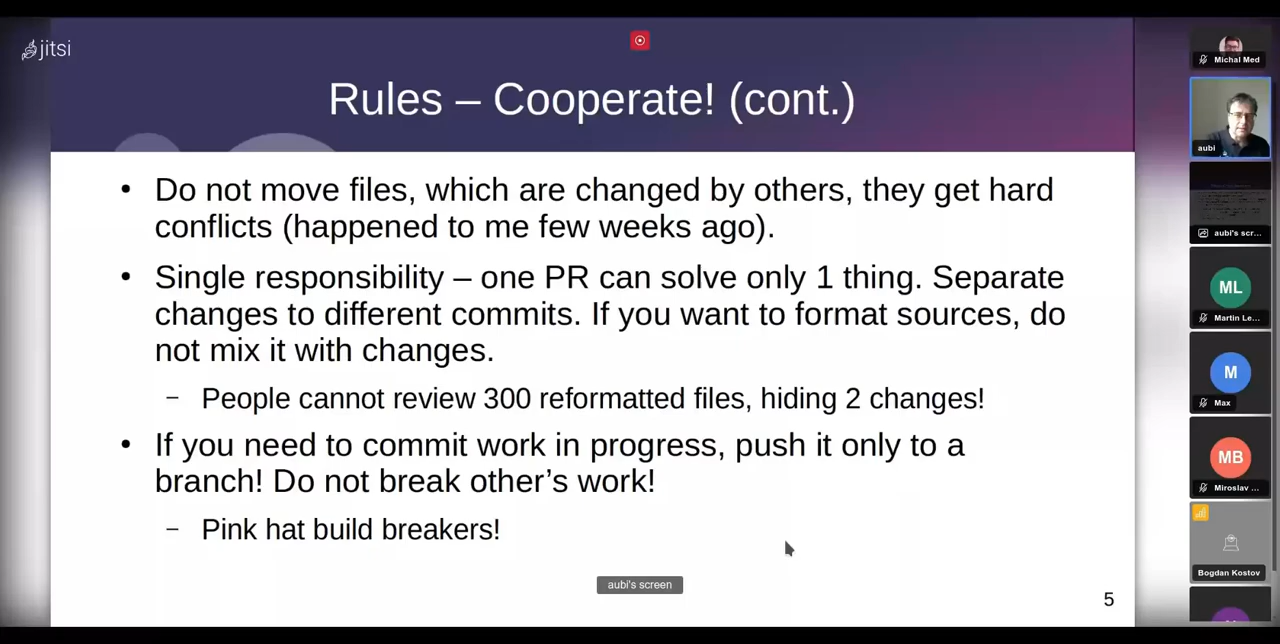 jitsi
Rules – Cooperate! (cont.)
• Do not move files, which are changed by others, they get hard
conflicts (happened to me few weeks ago).
• Single responsibility – one PR can solve only 1 thing. Separate
changes to different commits. If you want to format sources, do
not mix it with changes.
– People cannot review 300 reformatted files, hiding 2 changes!
• If you need to commit work in progress, push it only to a
branch! Do not break other’s work!
– Pink hat build breakers!
aubi's screen
5
Michal Med
aubi
aubi's scr...
ML
Martin Le...
M
Max
MB
Miroslav ...
Bogdan Kostov